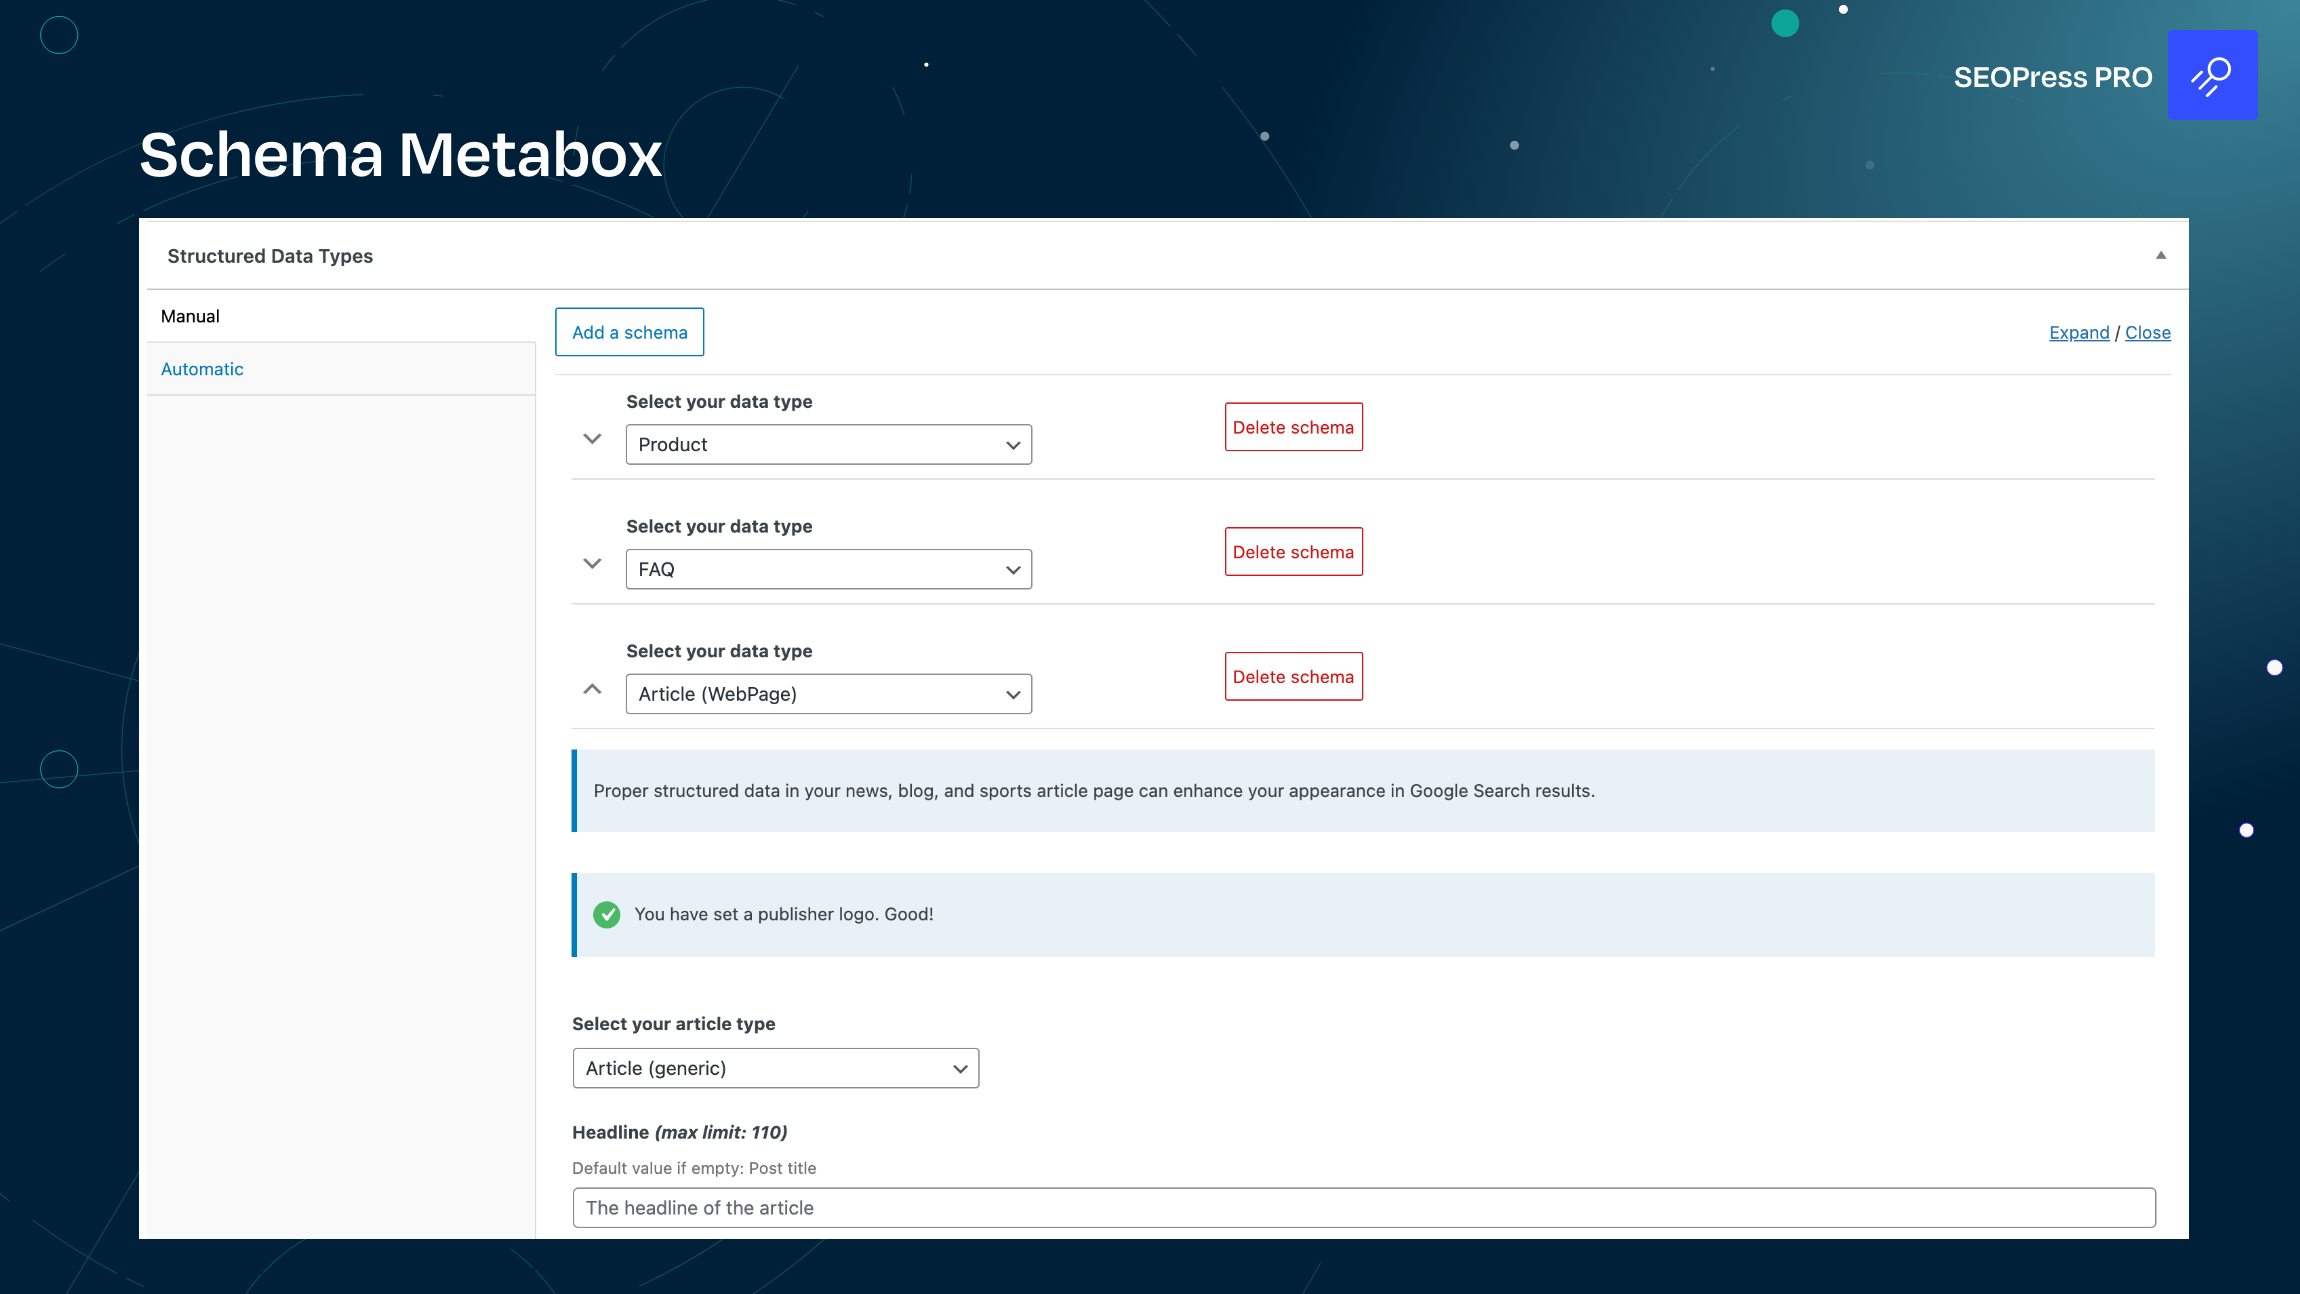 SEOPress PRO
Schema Metabox
Structured Data Types
Manual
Automatic
Add a schema
Expand / Close
Select your data type
Product
Delete schema
Select your data type
FAQ
Delete schema
Select your data type
Article (WebPage)
Delete schema
Proper structured data in your news, blog, and sports article page can enhance your appearance in Google Search results.
You have set a publisher logo. Good!
Select your article type
Article (generic)
Headline (max limit: 110)
Default value if empty: Post title
The headline of the article